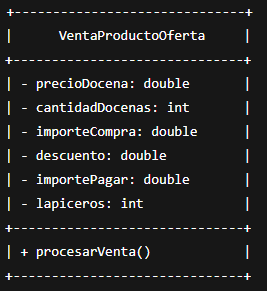 +------------------------------+
| VentaProductoOferta |
+------------------------------+
| - precioDocena: double |
| - cantidadDocenas: int |
| - importeCompra: double |
| - descuento: double |
| - importePagar: double |
| - lapiceros: int |
+------------------------------+
| + procesarVenta() |
+------------------------------+